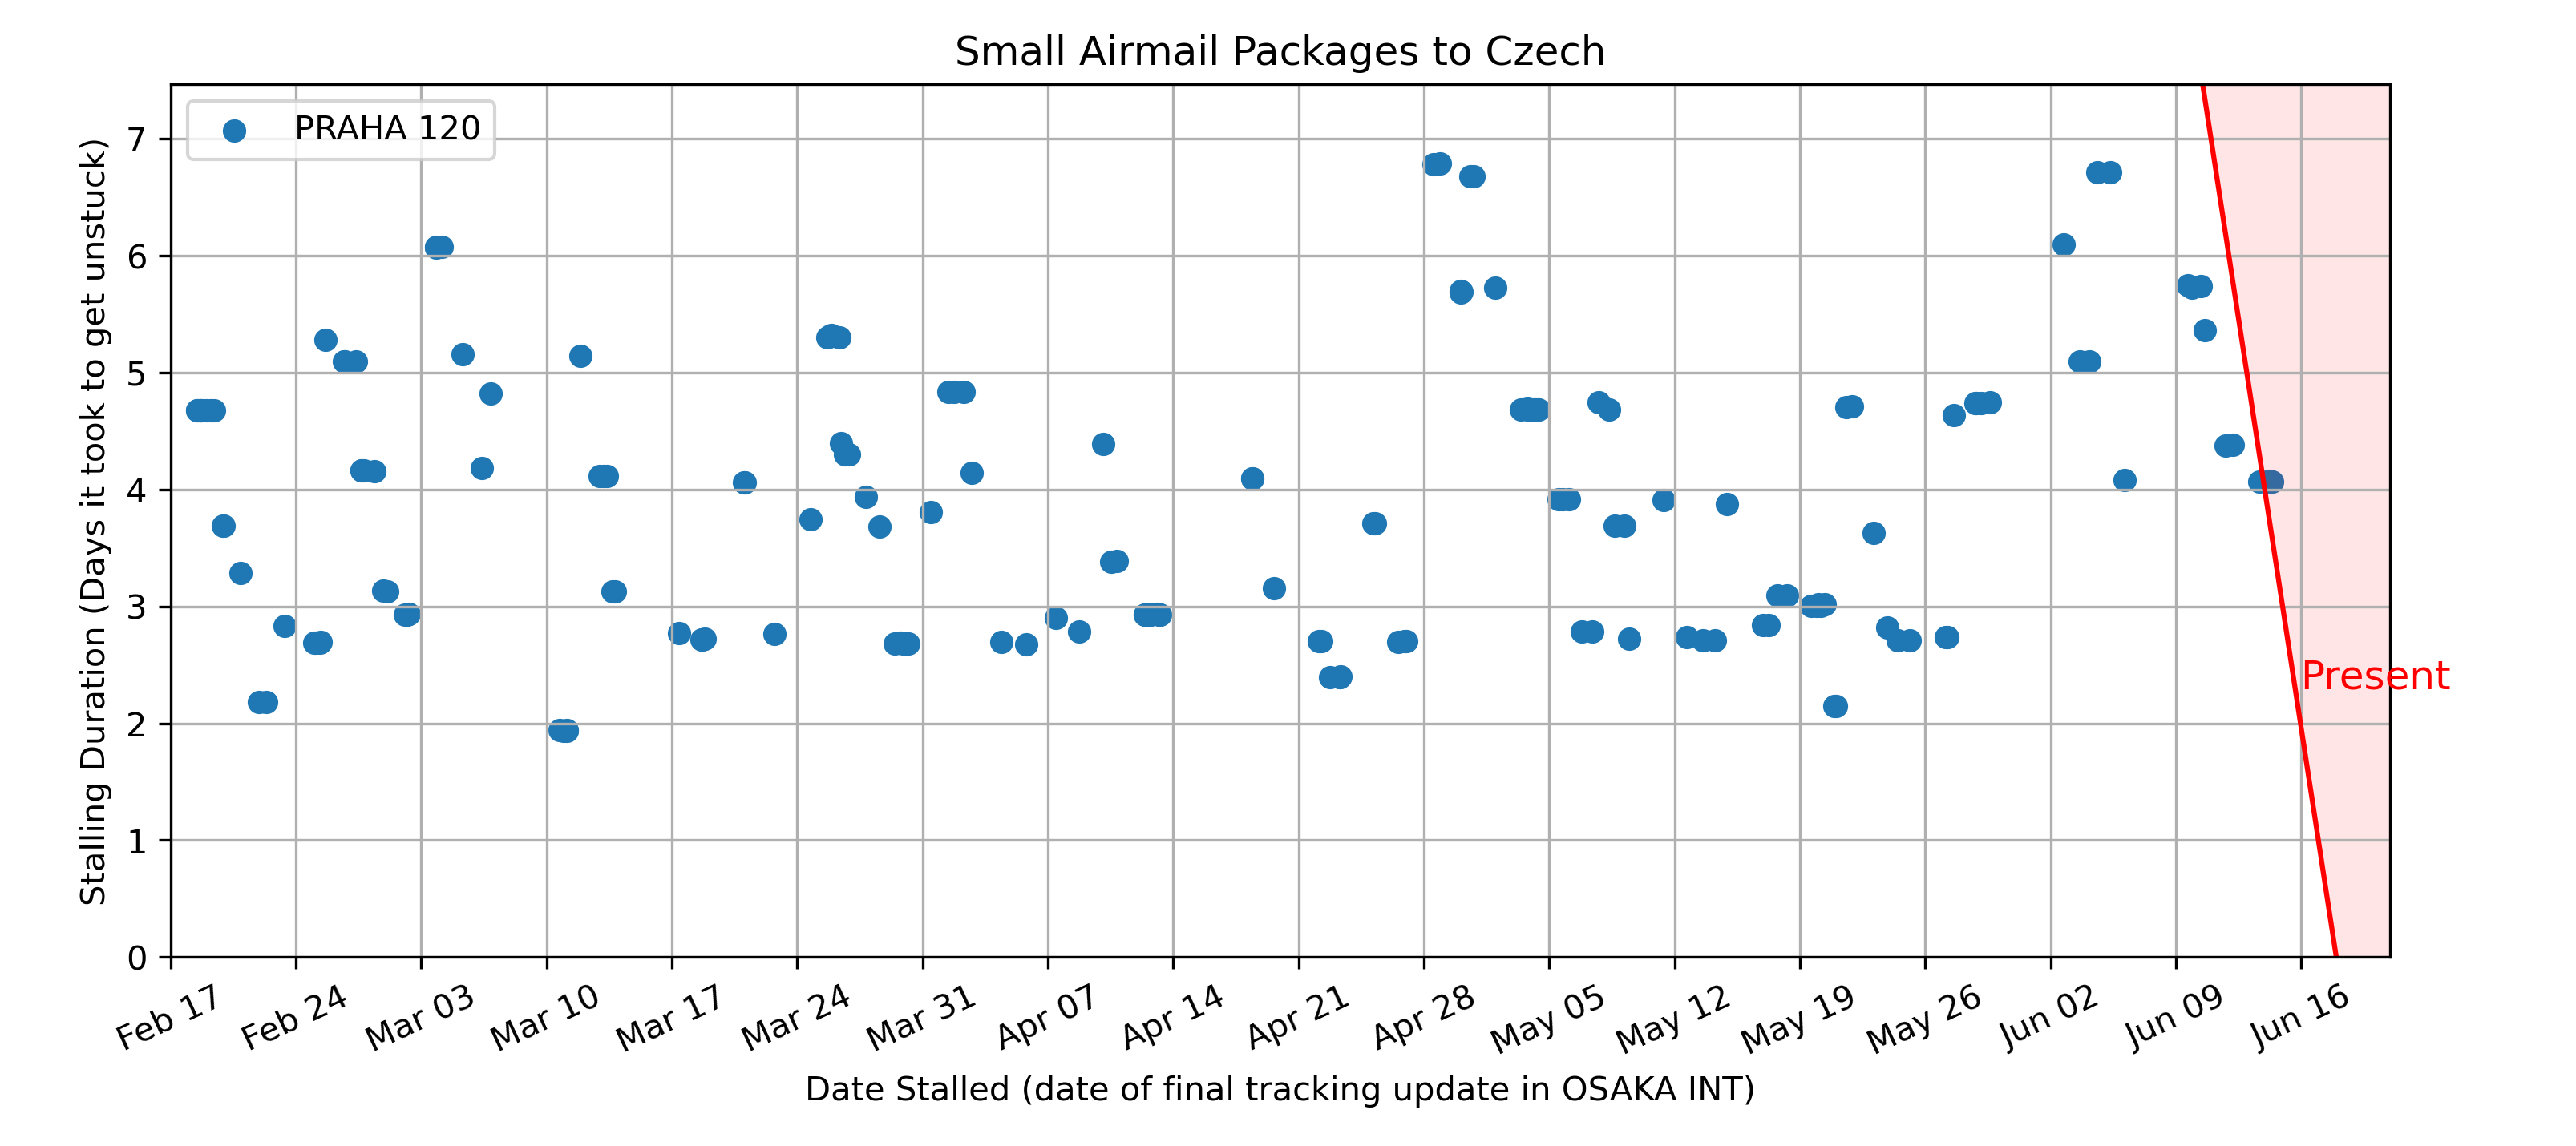 Small Airmail Packages to Czech
PRAHA 120
Stalling Duration (Days it took to get unstuck)
7
6
5
4
3
2
1
0
Present
Feb 17
Feb 24
Mar 03
Mar 10
Mar 17
Mar 24
Mar 31
Apr 07
Apr 14
Apr 21
Apr 28
May 05
May 12
May 19
May 26
Jun 02
Jun 09
Jun 16
Date Stalled (date of final tracking update in OSAKA INT)